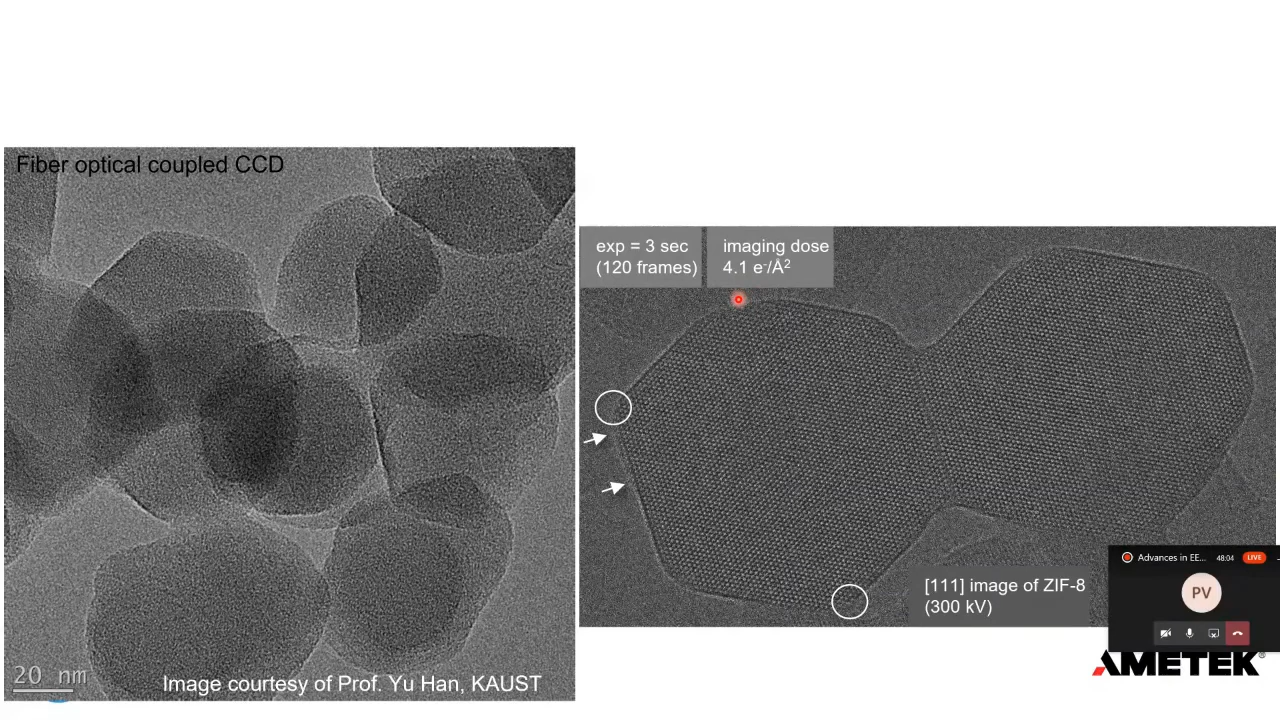 Fiber optical coupled CCD
exp = 3 sec
(120 frames)
imaging dose
4.1 e-/Å2
[111] image of ZIF-8
(300 kV)
20 nm
Image courtesy of Prof. Yu Han, KAUST
Advances in EE... 48:04 LIVE
PV
AMETEK®